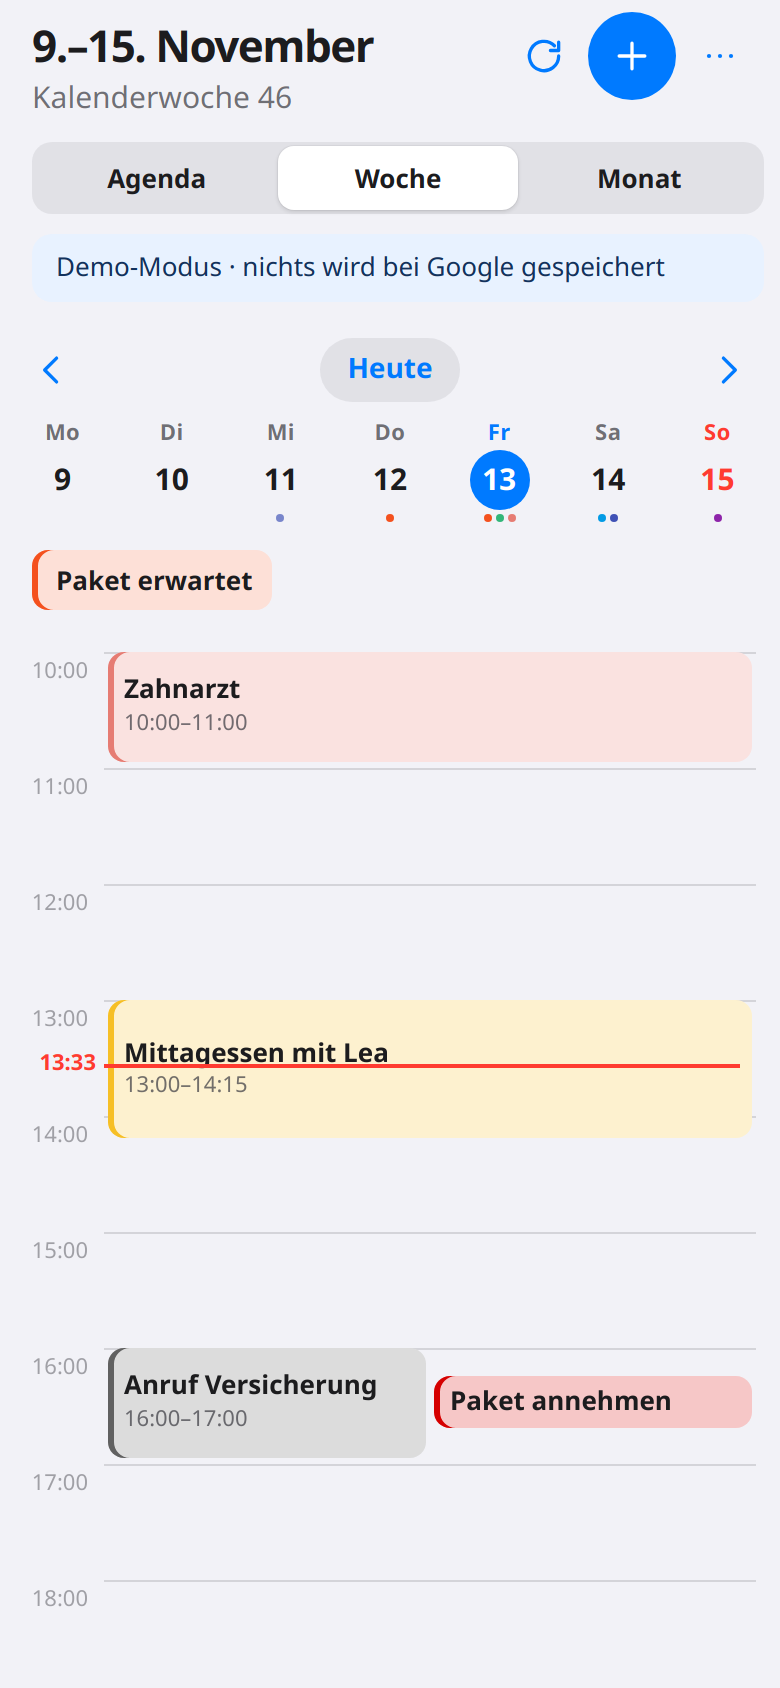 9.–15. November
Kalenderwoche 46
Agenda Woche Monat
Demo-Modus · nichts wird bei Google gespeichert
Heute
Mo Di Mi Do Fr Sa So
9 10 11 12 13 14 15
Paket erwartet
10:00
Zahnarzt
10:00–11:00
11:00
12:00
13:00
Mittagessen mit Lea
13:33
13:00–14:15
14:00
15:00
16:00
Anruf Versicherung
16:00–17:00
Paket annehmen
17:00
18:00